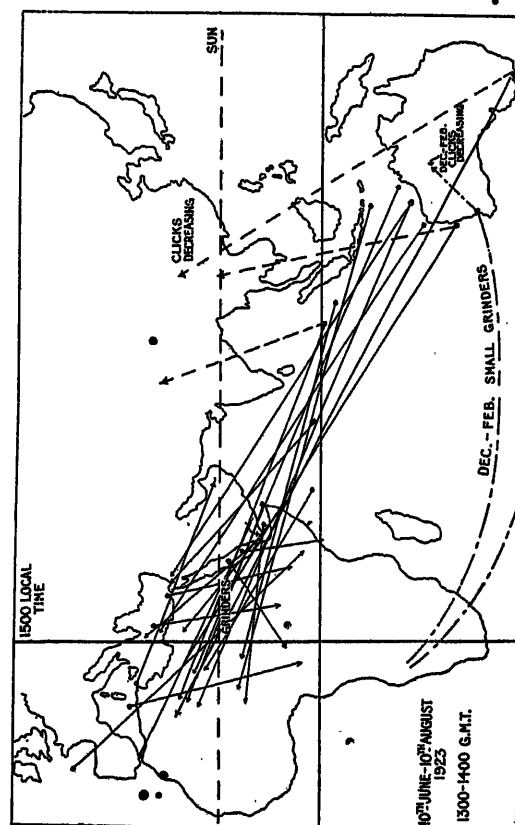 1500 LOCAL
TIME
SUN
CLICKS
DECREASING
DEC.-FEB.
CLICKS
DECREASING
GRINDERS
DEC.-FEB. SMALL GRINDERS
10TH JUNE-10TH AUGUST
1923
1300-1400 G.M.T.